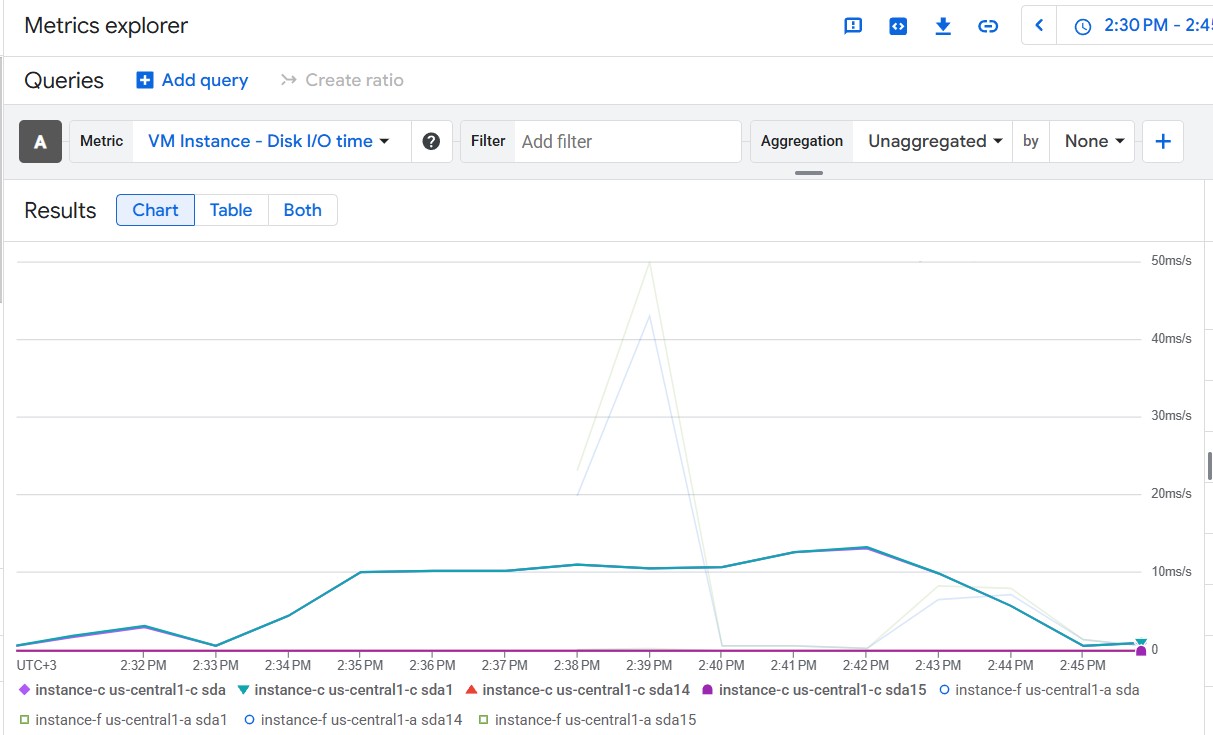 Metrics explorer 2:30 PM - 2:45
Queries Add query Create ratio
A Metric VM Instance - Disk I/O time Filter Add filter Aggregation Unaggregated by None
Results Chart Table Both
50ms/s
40ms/s
30ms/s
20ms/s
10ms/s
0
UTC+3 2:32 PM 2:33 PM 2:34 PM 2:35 PM 2:36 PM 2:37 PM 2:38 PM 2:39 PM 2:40 PM 2:41 PM 2:42 PM 2:43 PM 2:44 PM 2:45 PM
instance-c us-central1-c sda instance-c us-central1-c sda1 instance-c us-central1-c sda14 instance-c us-central1-c sda15 instance-f us-central1-a sda
instance-f us-central1-a sda1 instance-f us-central1-a sda14 instance-f us-central1-a sda15